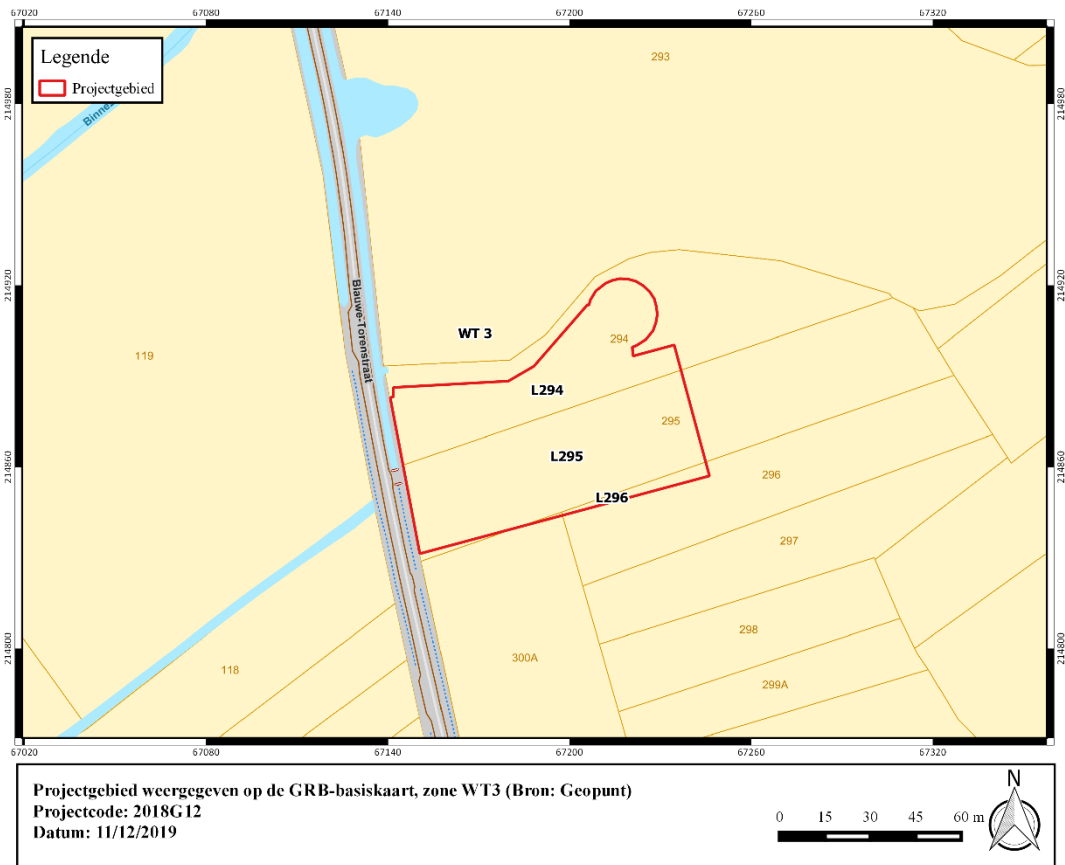 67020 67080 67140 67200 67260 67320
Legende
Projectgebied
293
214980 214980
Binne
Blauwe-Torenstraat
214920 214920
WT 3
294
119
L294
295
L295
214860 214860
L296
296
297
298
214800 214800
300A
118
299A
67020 67080 67140 67200 67260 67320
Projectgebied weergegeven op de GRB-basiskaart, zone WT3 (Bron: Geopunt)
Projectcode: 2018G12
Datum: 11/12/2019
0 15 30 45 60 m
N